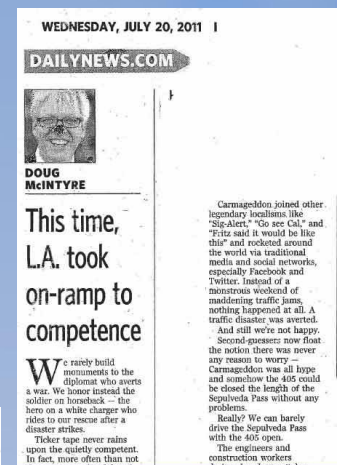 WEDNESDAY, JULY 20, 2011
DAILYNEWS.COM
DOUG
McINTYRE
This time,
L.A. took
on-ramp to
competence
We rarely build
monuments to the
diplomat who averts
a war. We honor instead the
soldier on horseback — the
hero on a white charger who
rides to our rescue after a
disaster strikes.
Ticker tape never rains
upon the quietly competent.
In fact, more often than not
Carmageddon joined other
legendary localisms like
"Sig-Alert," "Go see Cal," and
"Fritz said it would be like
this" and rocketed around
the world via traditional
media and social networks,
especially Facebook and
Twitter. Instead of a
monstrous weekend of
maddening traffic jams,
nothing happened at all. A
traffic disaster was averted.
And still we're not happy.
Second-guessers now float
the notion there was never
any reason to worry —
Carmageddon was all hype
and somehow the 405 could
be closed the length of the
Sepulveda Pass without any
problems.
Really? We can barely
drive the Sepulveda Pass
with the 405 open.
The engineers and
construction workers